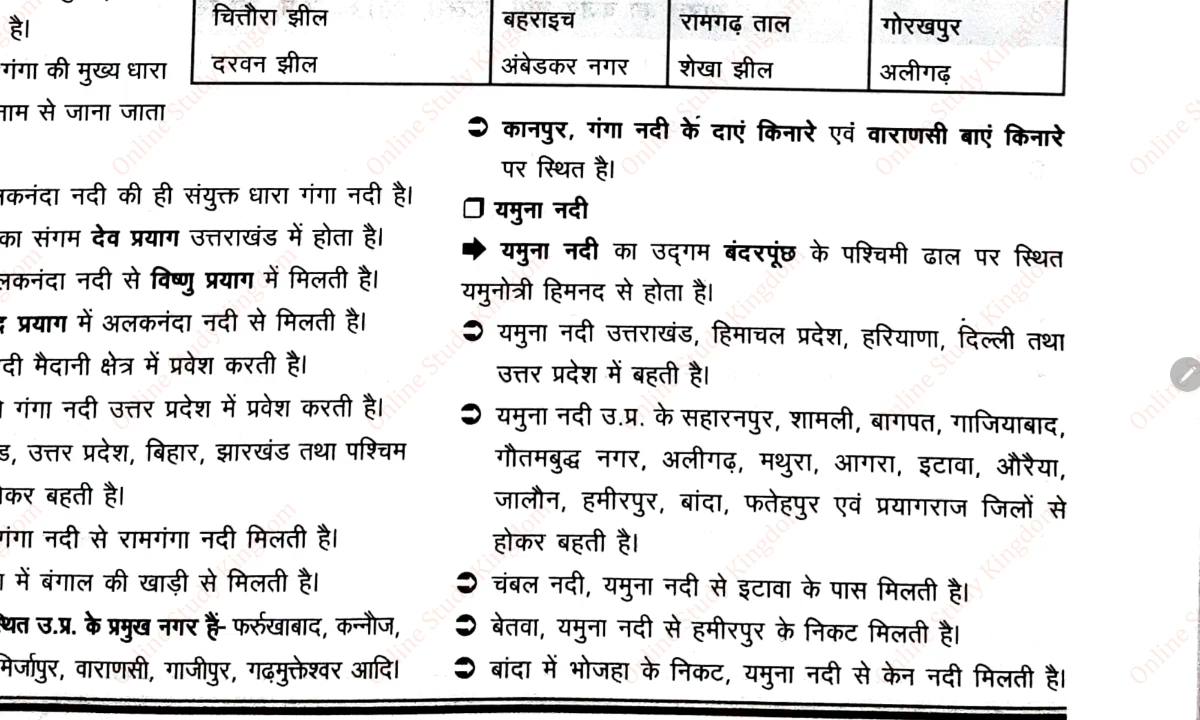 चित्तौरा झील बहराइच रामगढ़ ताल गोरखपुर
दरवन झील अंबेडकर नगर शेखा झील अलीगढ़
है।
गंगा की मुख्य धारा
नाम से जाना जाता
नदी की ही संयुक्त धारा गंगा नदी है।
का संगम देव प्रयाग उत्तराखंड में होता है।
नदी से विष्णु प्रयाग में मिलती है।
प्रयाग में अलकनंदा नदी से मिलती है।
मैदानी क्षेत्र में प्रवेश करती है।
गंगा नदी उत्तर प्रदेश में प्रवेश करती है।
उत्तर प्रदेश, बिहार, झारखंड तथा पश्चिम
बहती है।
गंगा नदी से रामगंगा नदी मिलती है।
में बंगाल की खाड़ी से मिलती है।
उ.प्र. के प्रमुख नगर हैं- फर्रुखाबाद, कन्नौज,
मिर्जापुर, वाराणसी, गाजीपुर, गढ़मुक्तेश्वर आदि।
कानपुर, गंगा नदी के दाएं किनारे एवं वाराणसी बाएं किनारे
पर स्थित है।
यमुना नदी
यमुना नदी का उद्गम बंदरपूंछ के पश्चिमी ढाल पर स्थित
यमुनोत्री हिमनद से होता है।
यमुना नदी उत्तराखंड, हिमाचल प्रदेश, हरियाणा, दिल्ली तथा
उत्तर प्रदेश में बहती है।
यमुना नदी उ.प्र. के सहारनपुर, शामली, बागपत, गाजियाबाद,
गौतमबुद्ध नगर, अलीगढ़, मथुरा, आगरा, इटावा, औरैया,
जालौन, हमीरपुर, बांदा, फतेहपुर एवं प्रयागराज जिलों से
होकर बहती है।
चंबल नदी, यमुना नदी से इटावा के पास मिलती है।
बेतवा, यमुना नदी से हमीरपुर के निकट मिलती है।
बांदा में भोजहा के निकट, यमुना नदी से केन नदी मिलती है।
Online Study Kingdom